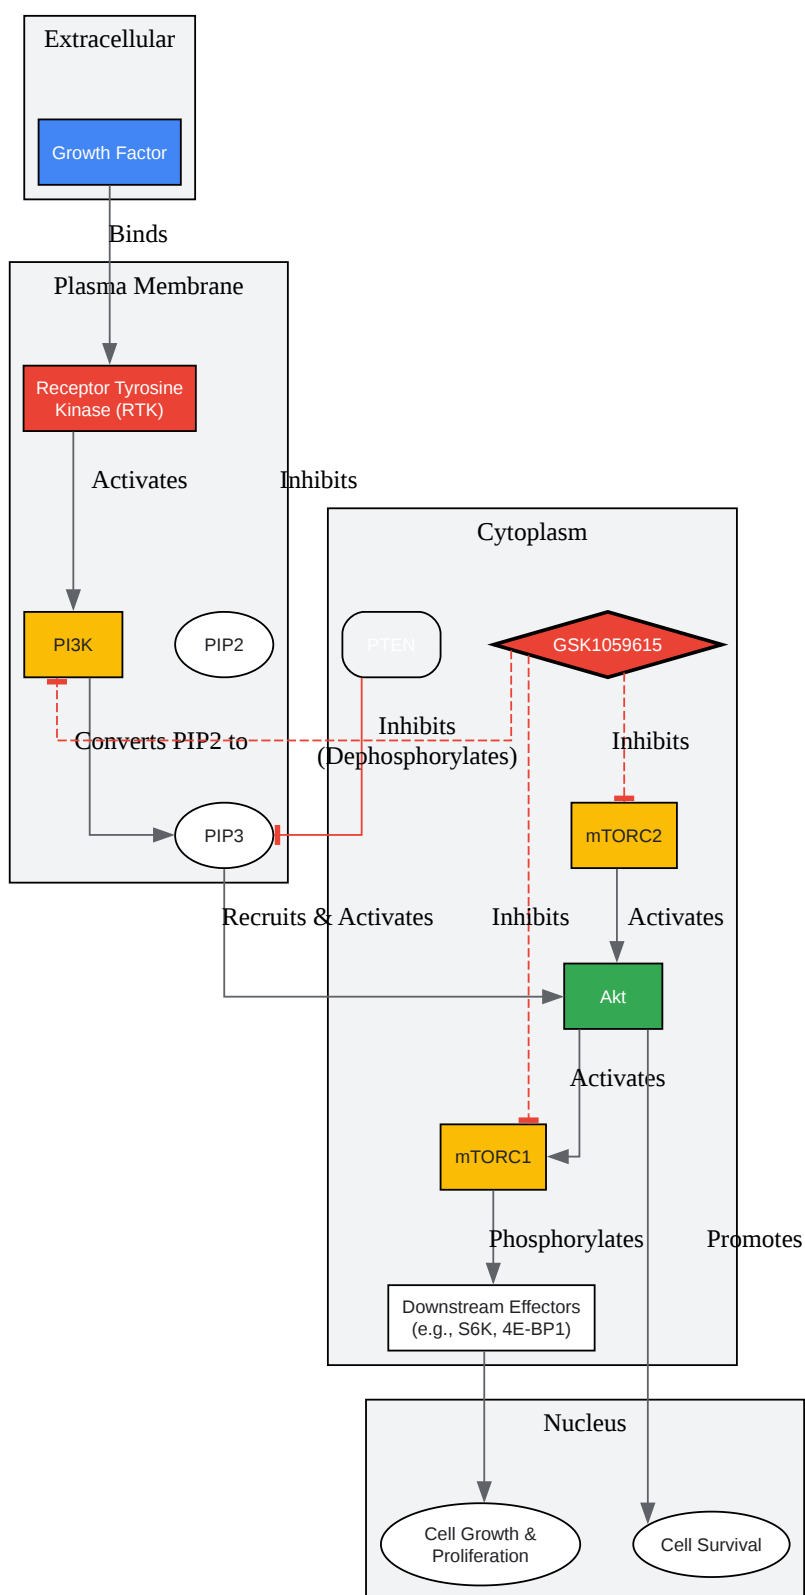 Extracellular
Growth Factor
Binds
Plasma Membrane
Receptor Tyrosine
Kinase (RTK)
Activates
Inhibits
Cytoplasm
PI3K
PIP2
PTEN
GSK1059615
Converts PIP2 to
Inhibits
(Dephosphorylates)
Inhibits
PIP3
mTORC2
Recruits & Activates
Inhibits
Activates
Akt
Activates
mTORC1
Phosphorylates
Promotes
Downstream Effectors
(e.g., S6K, 4E-BP1)
Nucleus
Cell Growth &
Proliferation
Cell Survival